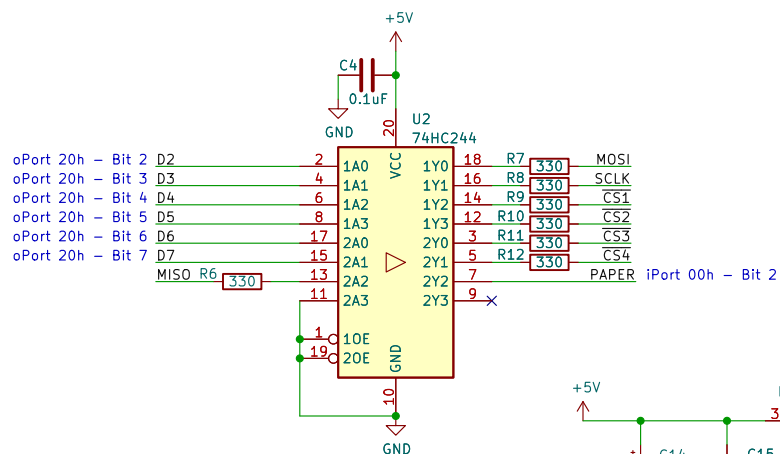 +5V
C4
0.1uF
GND
U2
74HC244
20
VCC
oPort 20h – Bit 2 D2 2 1A0 1Y0 18 R7 330 MOSI
oPort 20h – Bit 3 D3 4 1A1 1Y1 16 R8 330 SCLK
oPort 20h – Bit 4 D4 6 1A2 1Y2 14 R9 330 CS1
oPort 20h – Bit 5 D5 8 1A3 1Y3 12 R10 330 CS2
oPort 20h – Bit 6 D6 17 2A0 2Y0 3 R11 330 CS3
oPort 20h – Bit 7 D7 15 2A1 2Y1 5 R12 330 CS4
MISO R6 330 13 2A2 2Y2 7 PAPER iPort 00h – Bit 2
11 2A3 2Y3 9
1 1OE
19 2OE
GND
10
GND
+5V
3
C14
C15